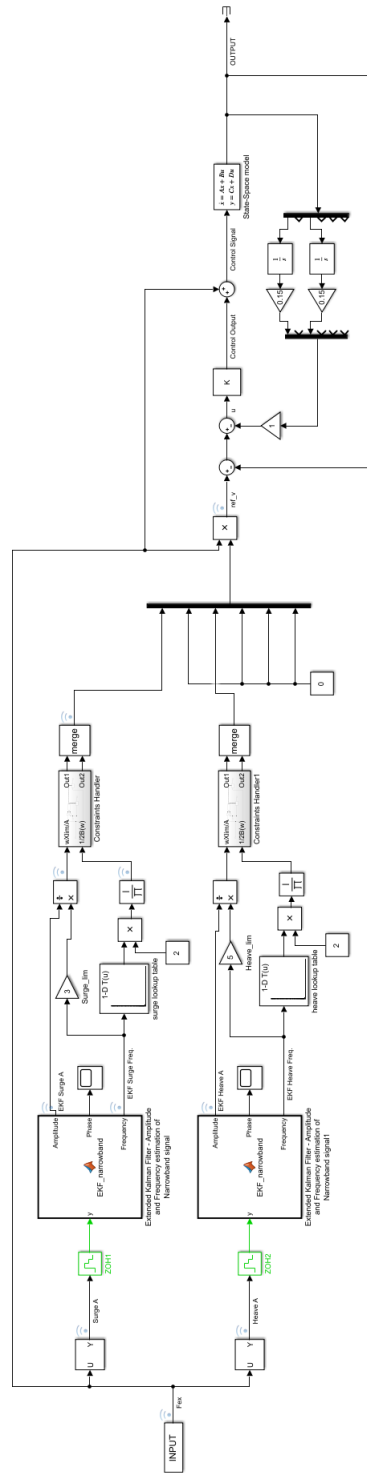 INPUT
Fex
U Y
Surge A
ZOH1
y
EKF_narrowband
Amplitude
Phase
Frequency
Extended Kalman Filter - Amplitude
and Frequency estimation of
Narrowband signal
EKF Surge A
EKF Surge Freq.
3
Surge_lim
1-D T(u)
surge lookup table
2
×
÷
×
1
wXlim/A
1/2B(w)
Out1
Out2
Constraints Handler
merge
U Y
Heave A
ZOH2
y
EKF_narrowband
Amplitude
Phase
Frequency
Extended Kalman Filter - Amplitude
and Frequency estimation of
Narrowband signal1
EKF Heave A
EKF Heave Freq.
5
Heave_lim
1-D T(u)
heave lookup table
2
×
÷
×
1
wXlim/A
1/2B(w)
Out1
Out2
Constraints Handler1
merge
0
×
ref_v
+
−
+
−
u
K
Control Output
+
+
Control Signal
ẋ = Ax + Bu
y = Cx + Du
State-Space model
OUTPUT
1
0.15
0.15
1
s
1
s